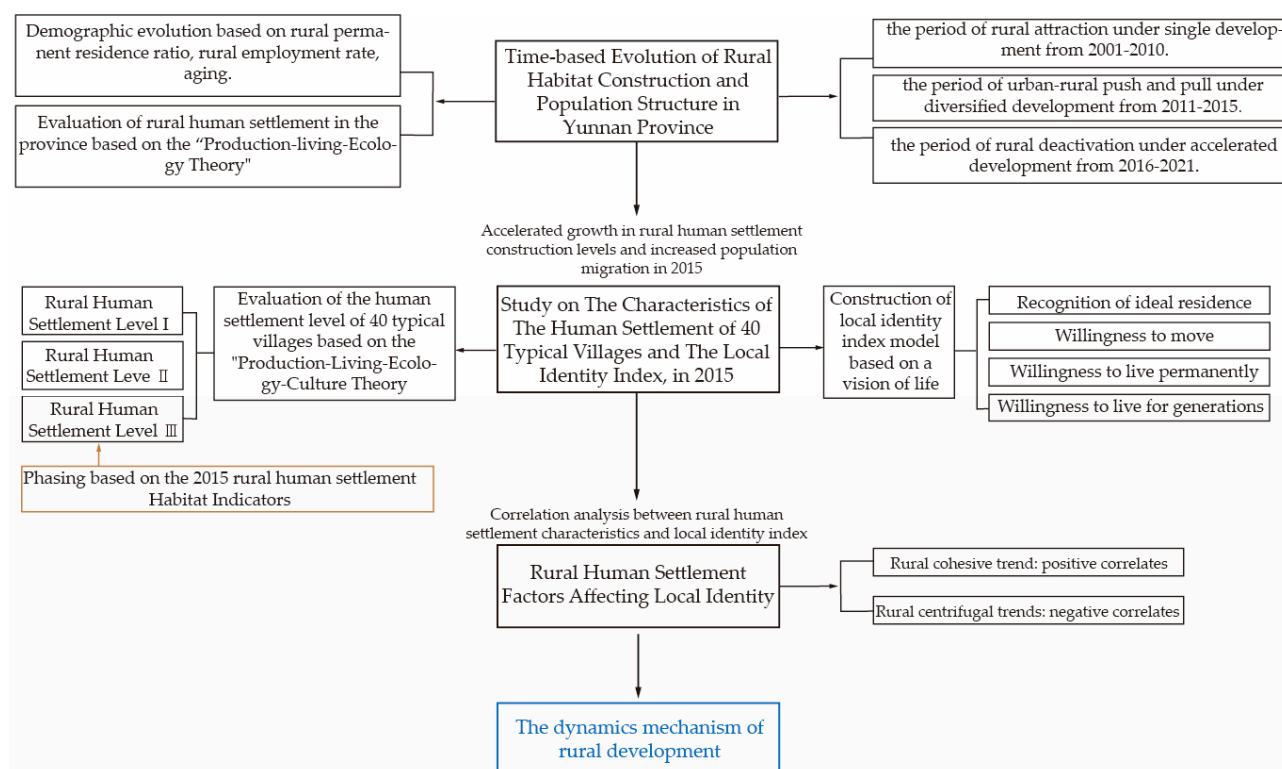 Demographic evolution based on rural perma-
nent residence ratio, rural employment rate,
aging.
Evaluation of rural human settlement in the
province based on the “Production-living-Ecolo-
gy Theory"
Time-based Evolution of Rural
Habitat Construction and
Population Structure in
Yunnan Province
the period of rural attraction under single develop-
ment from 2001-2010.
the period of urban-rural push and pull under
diversified development from 2011-2015.
the period of rural deactivation under accelerated
development from 2016-2021.
Accelerated growth in rural human settlement
construction levels and increased population
migration in 2015
Rural Human
Settlement Level I
Rural Human
Settlement Leve II
Rural Human
Settlement Level III
Phasing based on the 2015 rural human settlement
Habitat Indicators
Evaluation of the human
settlement level of 40 typical
villages based on the
"Production-Living-Ecolo-
gy-Culture Theory
Study on The Characteristics of
The Human Settlement of 40
Typical Villages and The Local
Identity Index, in 2015
Construction of
local identity
index model
based on a
vision of life
Recognition of ideal residence
Willingness to move
Willingness to live permanently
Willingness to live for generations
Correlation analysis between rural human
settlement characteristics and local identity index
Rural Human Settlement
Factors Affecting Local Identity
Rural cohesive trend: positive correlates
Rural centrifugal trends: negative correlates
The dynamics mechanism of
rural development